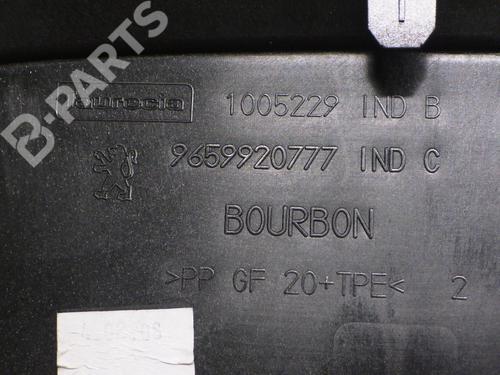 B-PARTS
D
faurecia 1005229 IND B
9659920777 IND C
BOURBON
>PP GF 20+TPE< 2